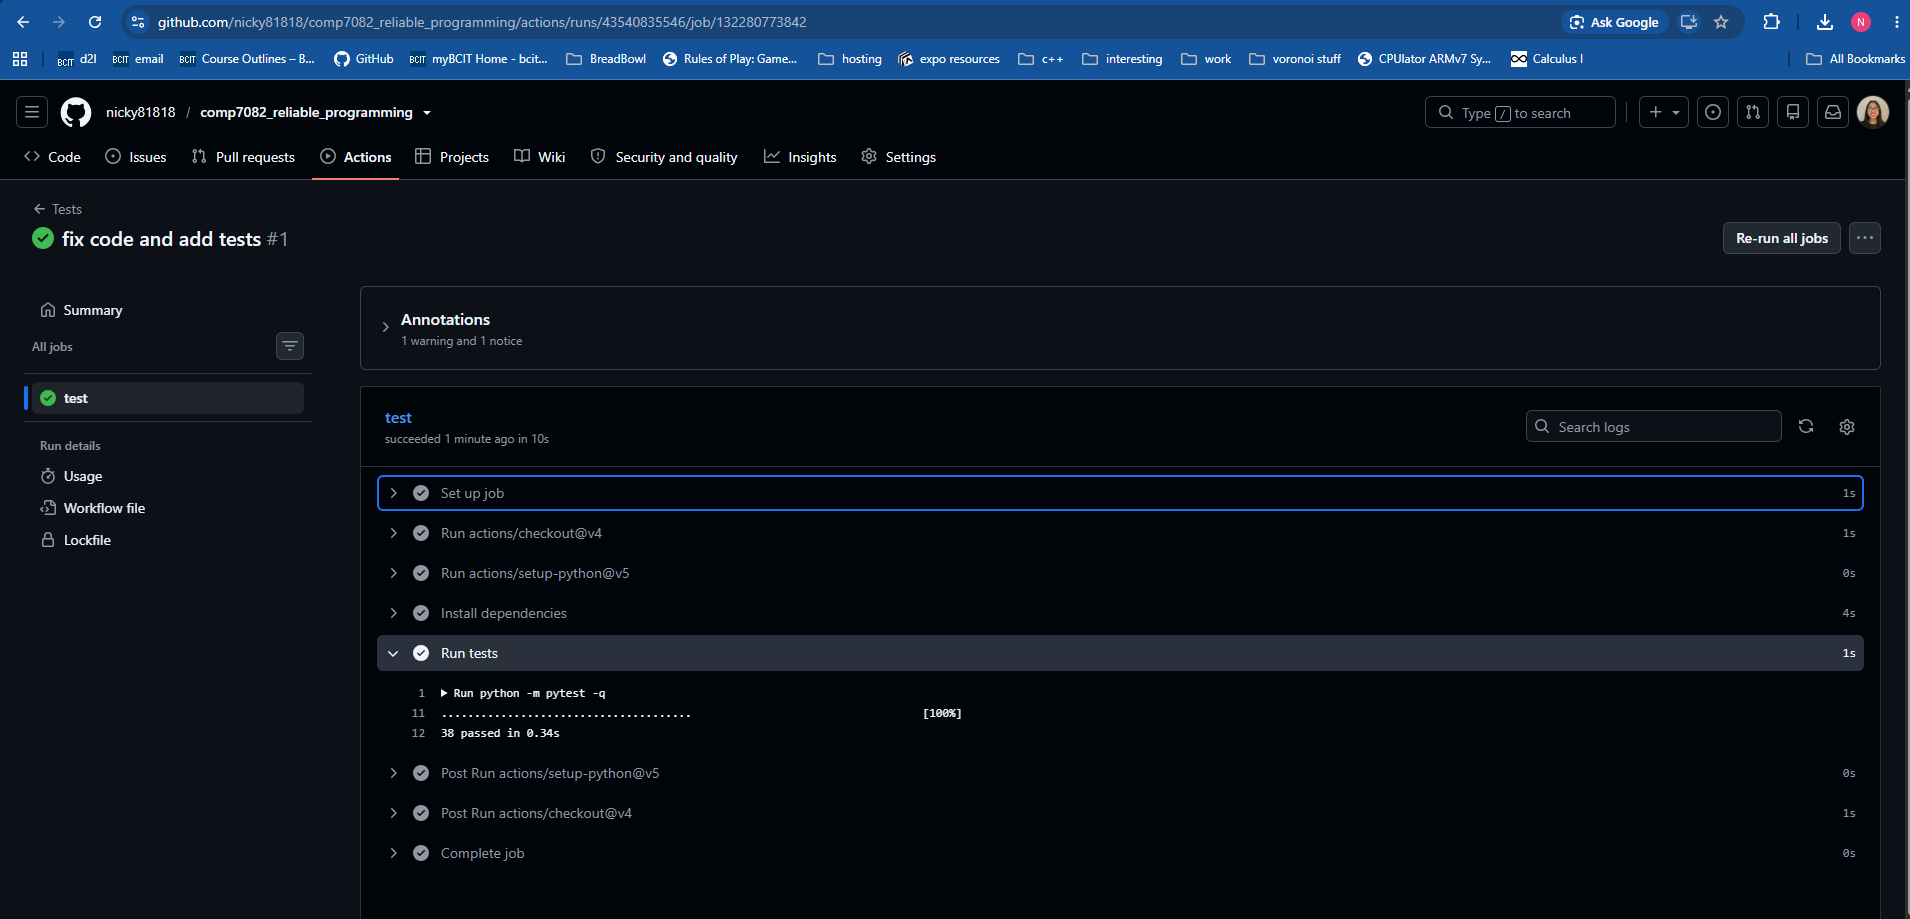 github.com/nicky81818/comp7082_reliable_programming/actions/runs/43540835546/job/132280773842
Ask Google
N
BCIT d2l
BCIT email
BCIT Course Outlines – B...
GitHub
BCIT myBCIT Home - bcit...
BreadBowl
Rules of Play: Game...
hosting
expo resources
c++
interesting
work
voronoi stuff
CPUlator ARMv7 Sy...
Calculus I
All Bookmarks
nicky81818 / comp7082_reliable_programming
Type / to search
Code
Issues
Pull requests
Actions
Projects
Wiki
Security and quality
Insights
Settings
Tests
fix code and add tests #1
Re-run all jobs
Summary
All jobs
test
Run details
Usage
Workflow file
Lockfile
Annotations
1 warning and 1 notice
test
succeeded 1 minute ago in 10s
Search logs
Set up job 1s
Run actions/checkout@v4 1s
Run actions/setup-python@v5 0s
Install dependencies 4s
Run tests 1s
1 Run python -m pytest -q
11 ...................................... [100%]
12 38 passed in 0.34s
Post Run actions/setup-python@v5 0s
Post Run actions/checkout@v4 1s
Complete job 0s